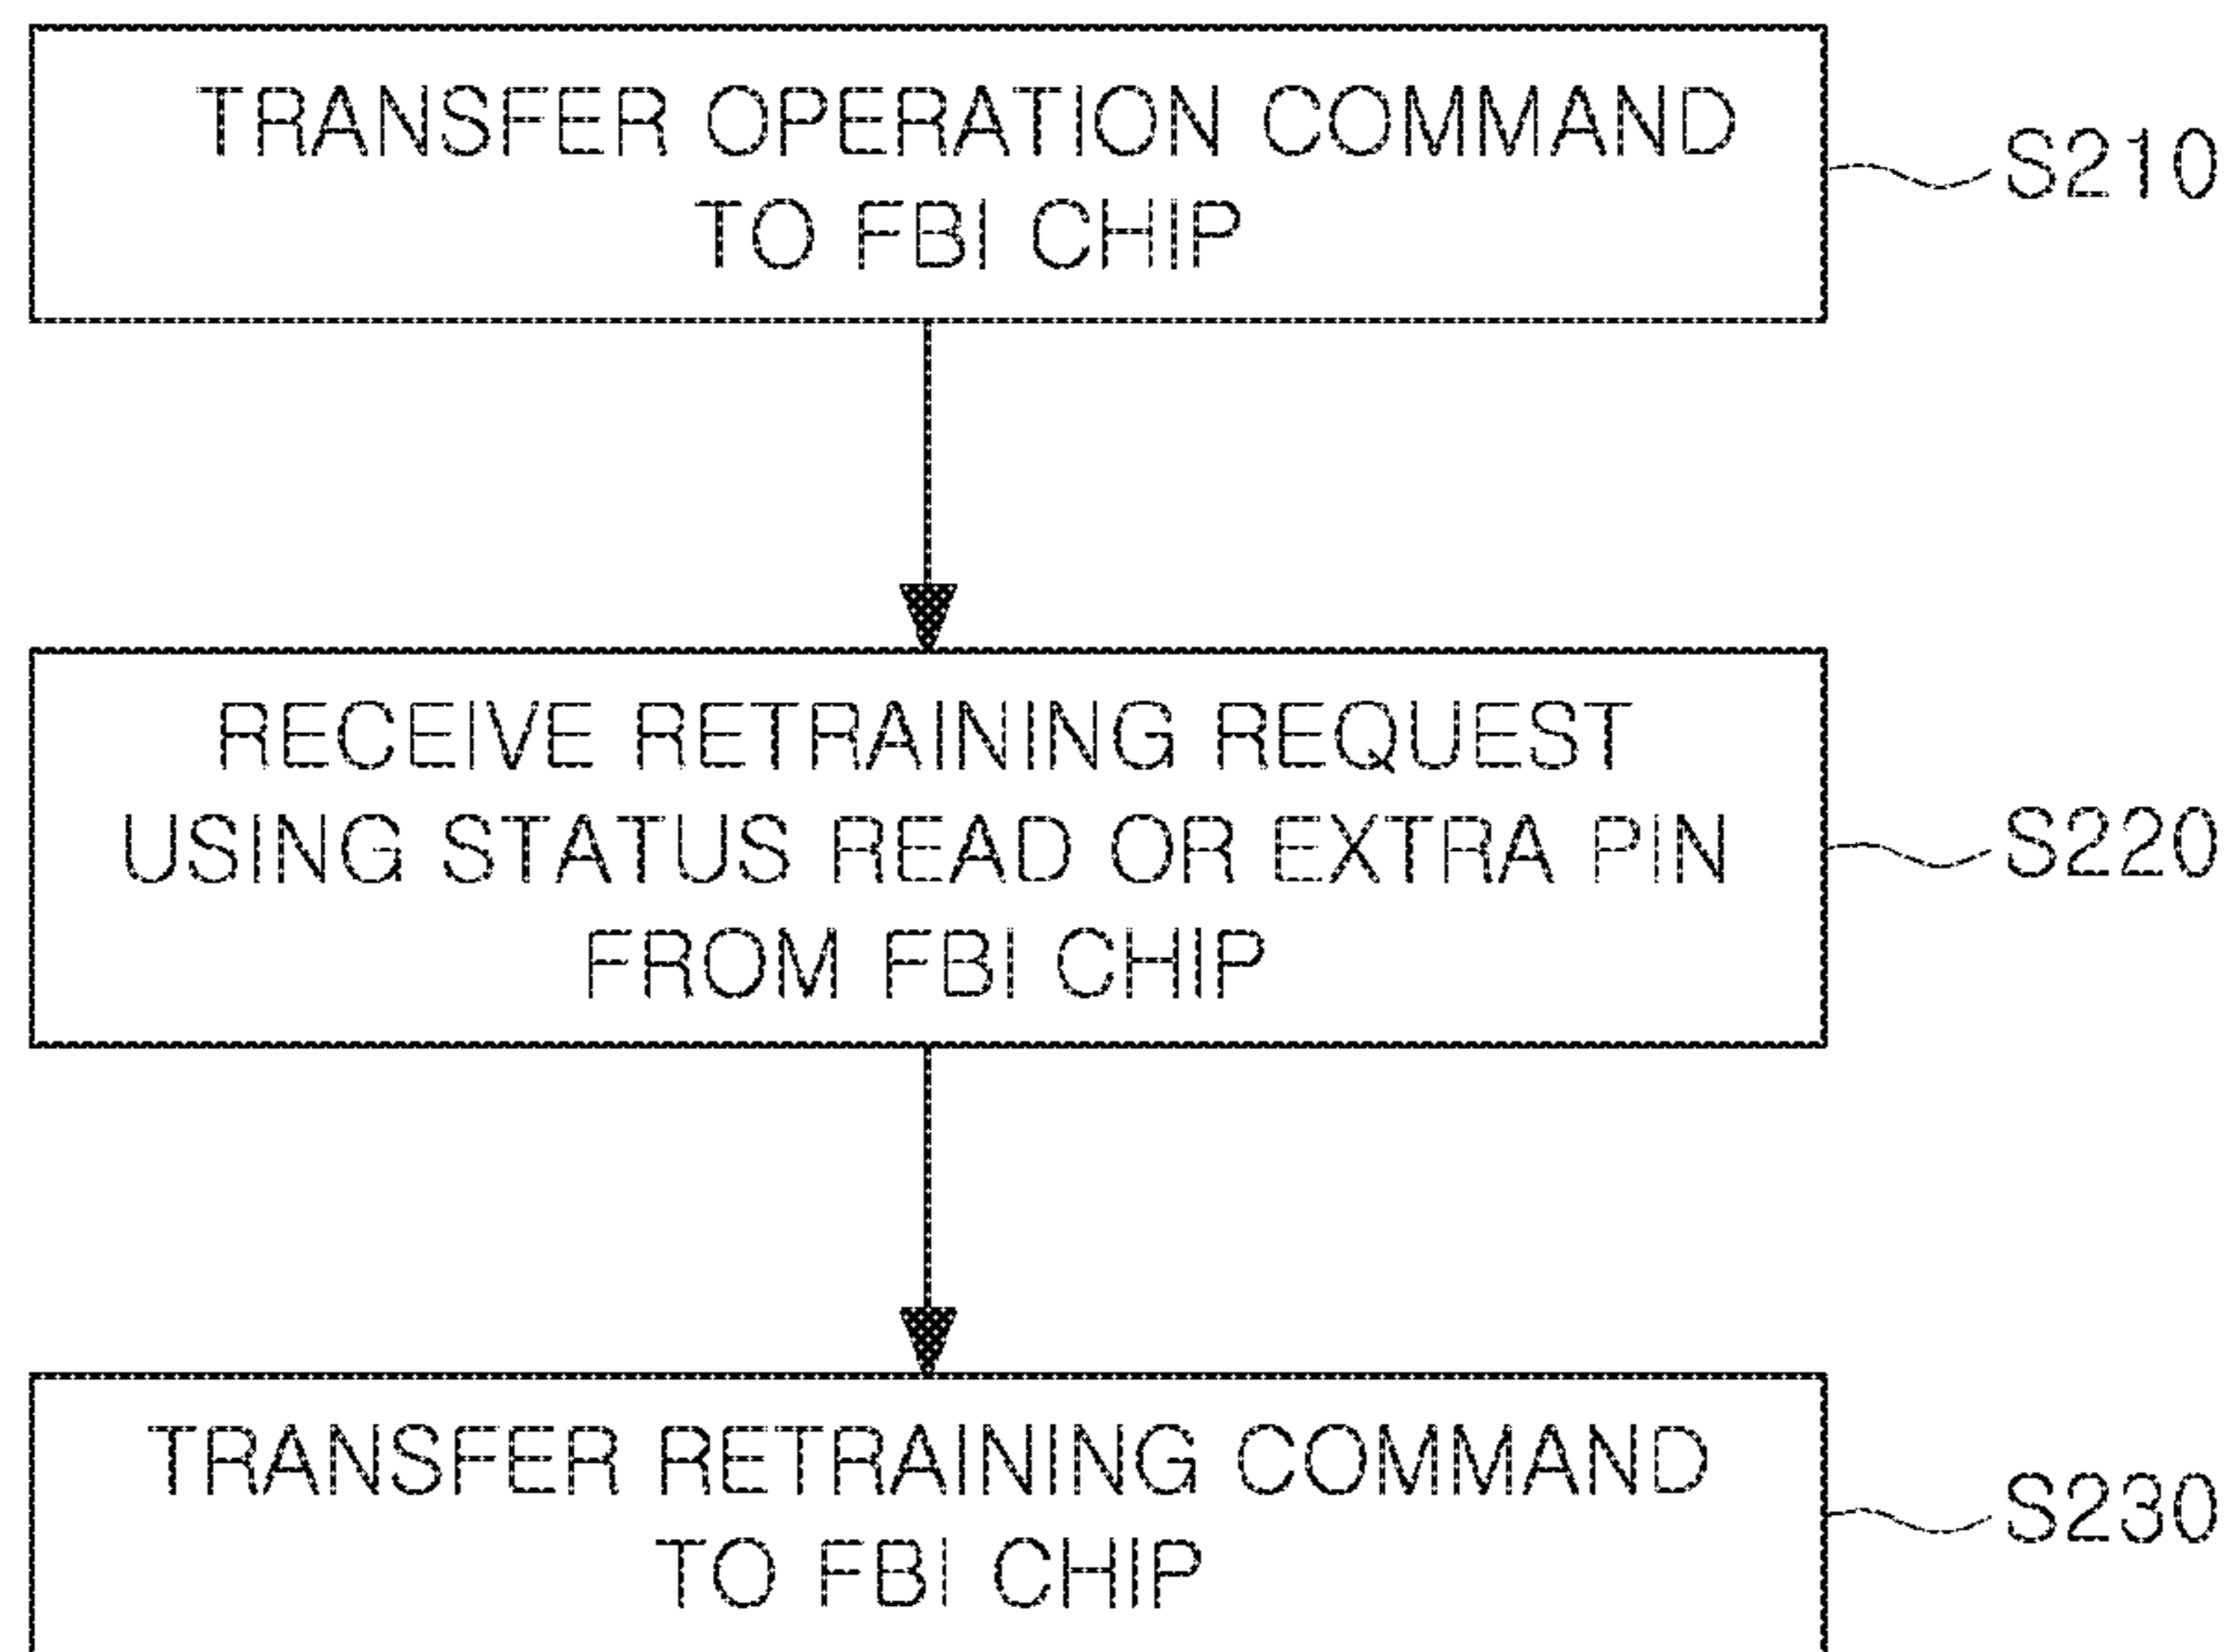 TRANSFER OPERATION COMMAND
TO FBI CHIP
S210
RECEIVE RETRAINING REQUEST
USING STATUS READ OR EXTRA PIN
FROM FBI CHIP
S220
TRANSFER RETRAINING COMMAND
TO FBI CHIP
S230